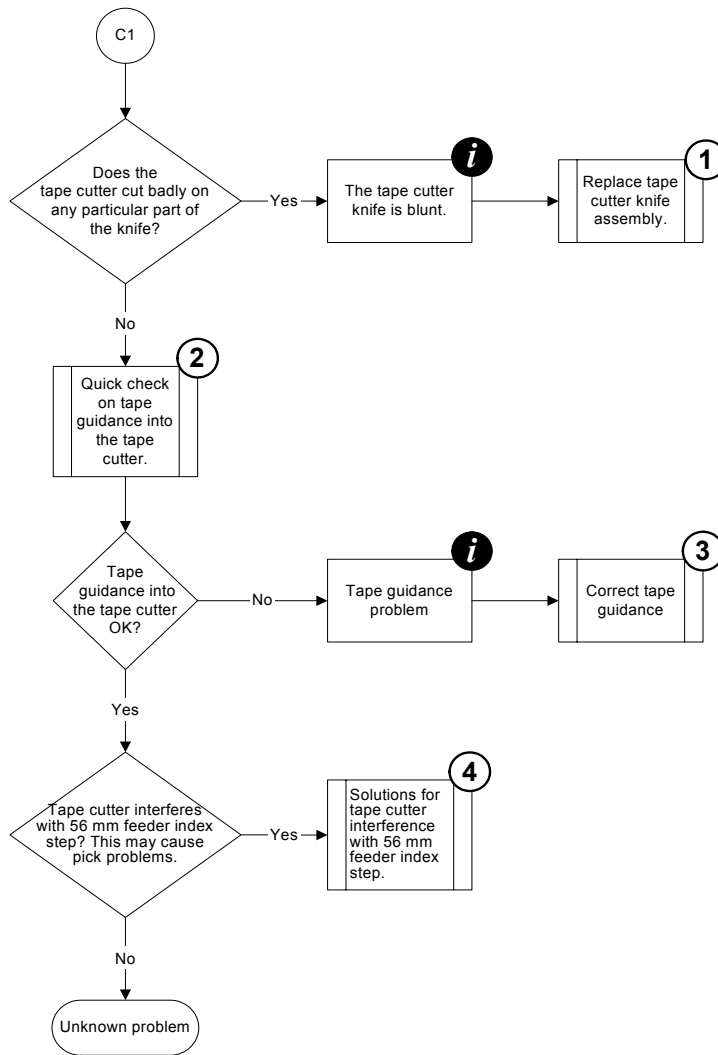 C1
Does the
tape cutter cut badly on
any particular part of
the knife?
Yes
i
The tape cutter
knife is blunt.
1
Replace tape
cutter knife
assembly.
No
2
Quick check
on tape
guidance into
the tape
cutter.
Tape
guidance into
the tape cutter
OK?
No
i
Tape guidance
problem
3
Correct tape
guidance
Yes
Tape cutter interferes
with 56 mm feeder index
step? This may cause
pick problems.
Yes
4
Solutions for
tape cutter
interference
with 56 mm
feeder index
step.
No
Unknown problem